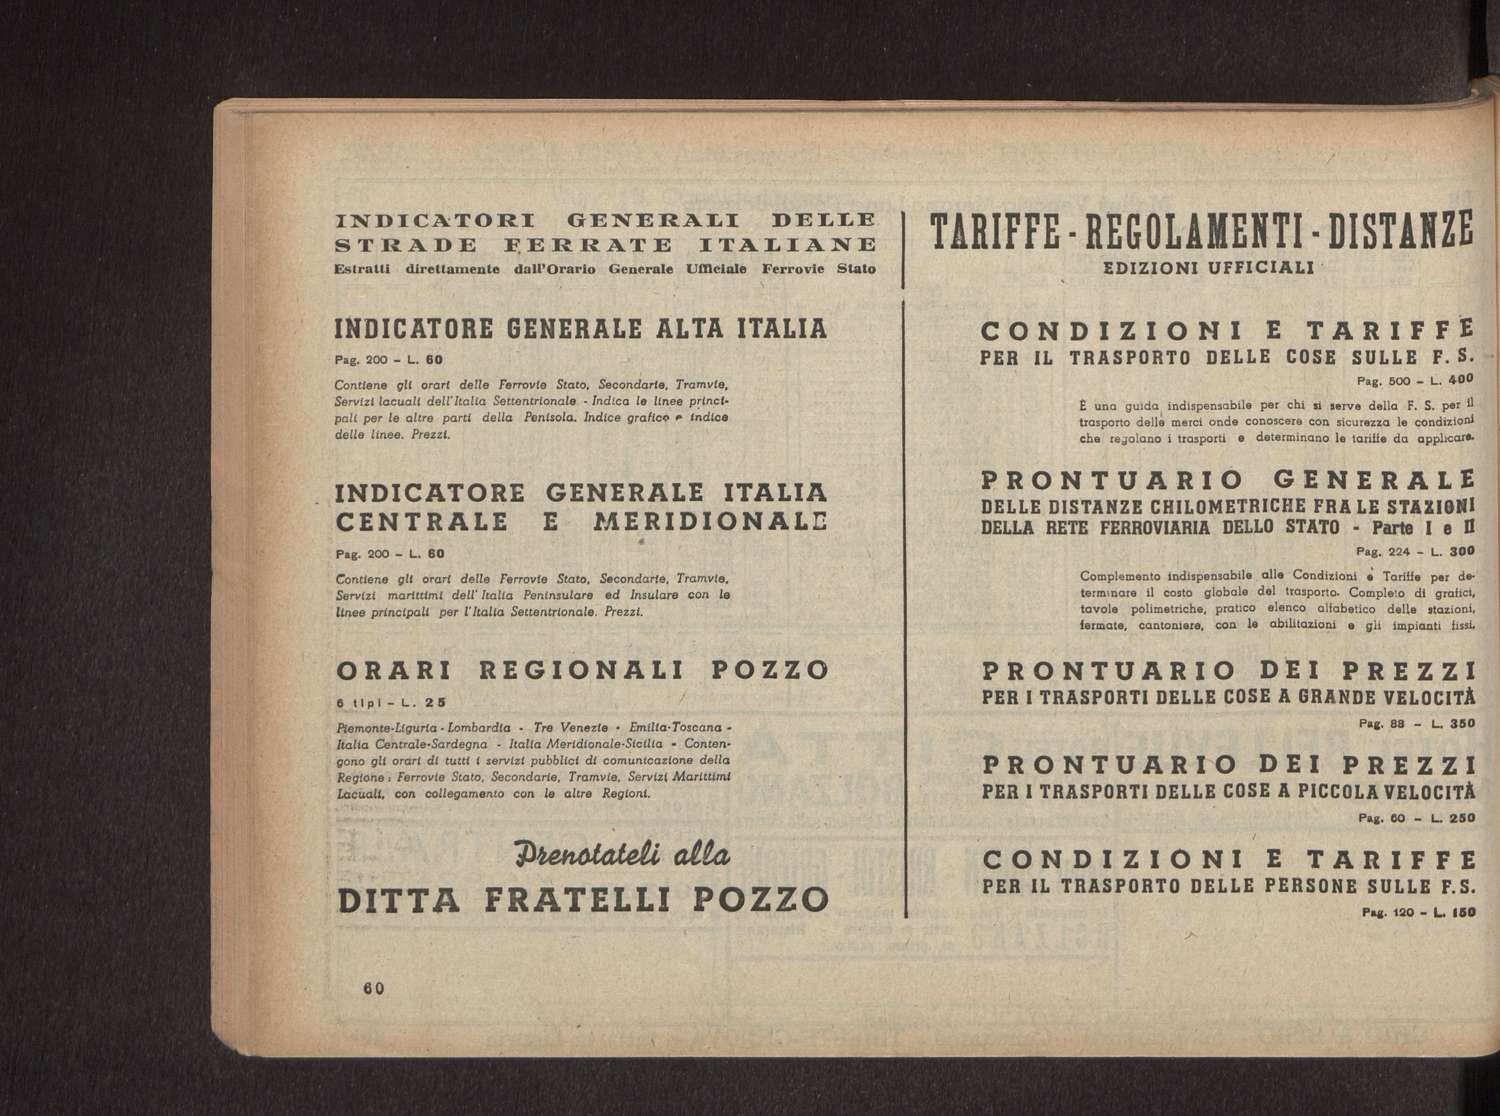 INDICATORI GENERALI DELLE
STRADE FERRATE ITALIANE
Estratti direttamente dall'Orario Generale Ufficiale Ferrovie Stato
INDICATORE GENERALE ALTA ITALIA
Pag. 200 – L. 60
Contiene gli orari delle Ferrovie Stato, Secondarie, Tramvie,
Servizi lacuali dell'Italia Settentrionale - Indica le linee princi-
pali per le altre parti della Penisola. Indice grafico e indice
delle linee. Prezzi.
INDICATORE GENERALE ITALIA
CENTRALE E MERIDIONALE
Pag. 200 – L. 60
Contiene gli orari delle Ferrovie Stato, Secondarie, Tramvie,
Servizi marittimi dell'Italia Peninsulare ed Insulare con le
linee principali per l'Italia Settentrionale. Prezzi.
ORARI REGIONALI POZZO
6 tipi – L. 25
Piemonte-Liguria - Lombardia - Tre Venezie - Emilia-Toscana -
Italia Centrale-Sardegna - Italia Meridionale-Sicilia - Conten-
gono gli orari di tutti i servizi pubblici di comunicazione della
Regione: Ferrovie Stato, Secondarie, Tramvie, Servizi Marittimi
Lacuali, con collegamento con le altre Regioni.
Prenotateli alla
DITTA FRATELLI POZZO
60
TARIFFE - REGOLAMENTI - DISTANZE
EDIZIONI UFFICIALI
CONDIZIONI E TARIFFE
PER IL TRASPORTO DELLE COSE SULLE F. S.
Pag. 500 – L. 400
È una guida indispensabile per chi si serve della F. S. per il
trasporto delle merci onde conoscere con sicurezza le condizioni
che regolano i trasporti e determinano le tariffe da applicare.
PRONTUARIO GENERALE
DELLE DISTANZE CHILOMETRICHE FRA LE STAZIONI
DELLA RETE FERROVIARIA DELLO STATO - Parte I e II
Pag. 224 – L. 300
Complemento indispensabile alle Condizioni e Tariffe per de-
terminare il costo globale del trasporto. Completo di grafici,
tavole polimetriche, pratico elenco alfabetico delle stazioni,
fermate, cantoniere, con le abilitazioni e gli impianti fissi.
PRONTUARIO DEI PREZZI
PER I TRASPORTI DELLE COSE A GRANDE VELOCITÀ
Pag. 88 – L. 350
PRONTUARIO DEI PREZZI
PER I TRASPORTI DELLE COSE A PICCOLA VELOCITÀ
Pag. 60 – L. 250
CONDIZIONI E TARIFFE
PER IL TRASPORTO DELLE PERSONE SULLE F.S.
Pag. 120 – L. 150